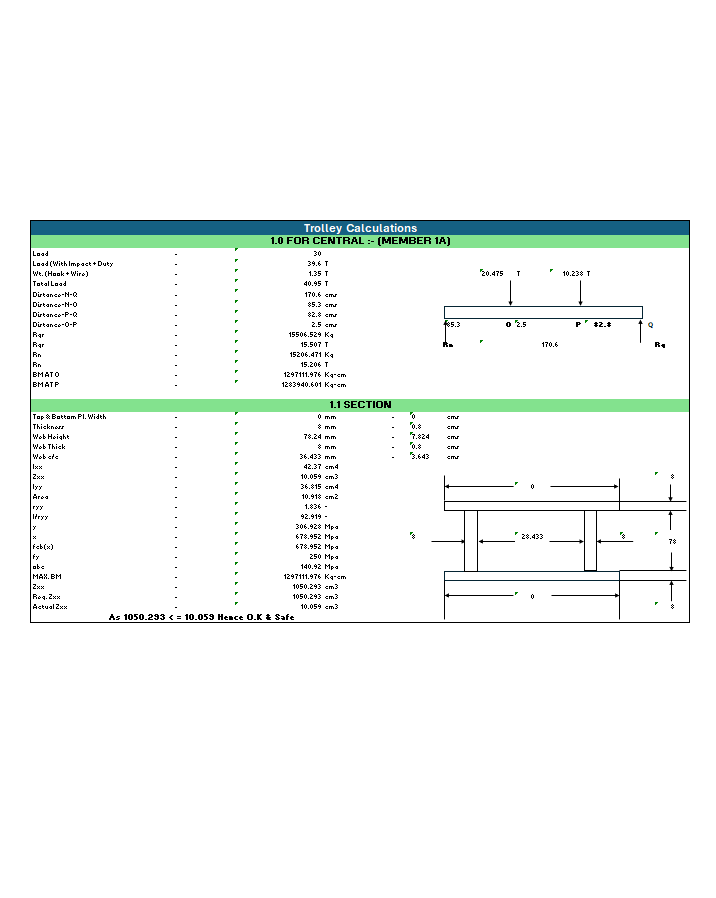 Trolley Calculations
1.0 FOR CENTRAL :- (MEMBER 1A)
Load - 30
Load(With Impact + Duty - 39.6 T
Wt. (Hook + Wire) - 1.35 T
Total Load - 40.95 T
Distance-N-Q - 170.6 cms
Distance-N-O - 85.3 cms
Distance-P-Q - 82.8 cms
Distance-O-P - 2.5 cms
Rqr - 15506.529 Kg
Rqr - 15.507 T
Rn - 15206.471 Kg
Rn - 15.206 T
BM AT O - 1297111.976 Kg-cm
BM AT P - 1283940.601 Kg-cm
20.475 T 10.238 T
85.3 O 2.5 P 82.8 Q
Rn 170.6 Rq
1.1 SECTION
Top & Bottom Pl. Width - 0 mm - 0 cms
Thickness - 8 mm - 0.8 cms
Web Height - 78.24 mm - 7.824 cms
Web Thick - 8 mm - 0.8 cms
Web c/c - 36.433 mm - 3.643 cms
Ixx - 42.37 cm4
Zxx - 10.059 cm3
Iyy - 36.815 cm4
Area - 10.918 cm2
ryy - 1.836 -
l/ryy - 92.919 -
y - 306.928 Mpa
x - 678.952 Mpa
fcb(x) - 678.952 Mpa
fy - 250 Mpa
abc - 140.92 Mpa
MAX. BM - 1297111.976 Kg-cm
Zxx - 1050.293 cm3
Req. Zxx - 1050.293 cm3
Actual Zxx - 10.059 cm3
As 1050.293 < = 10.059 Hence O.K & Safe
8
0
8 28.433 8 78
0
8